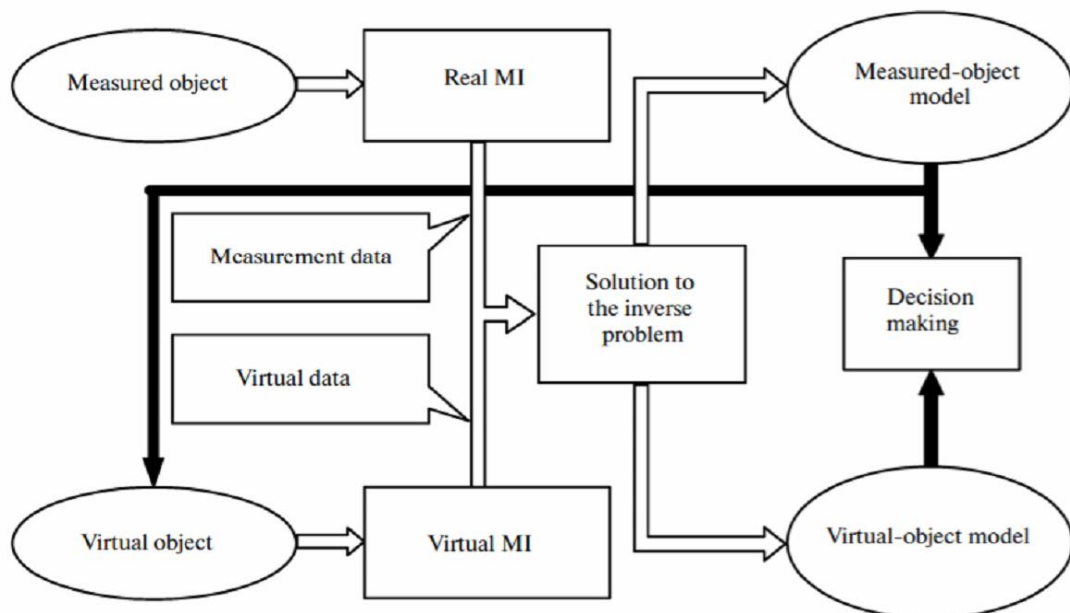 Measured object
Real MI
Measured-object
model
Measurement data
Solution to
the inverse
problem
Decision
making
Virtual data
Virtual object
Virtual MI
Virtual-object model